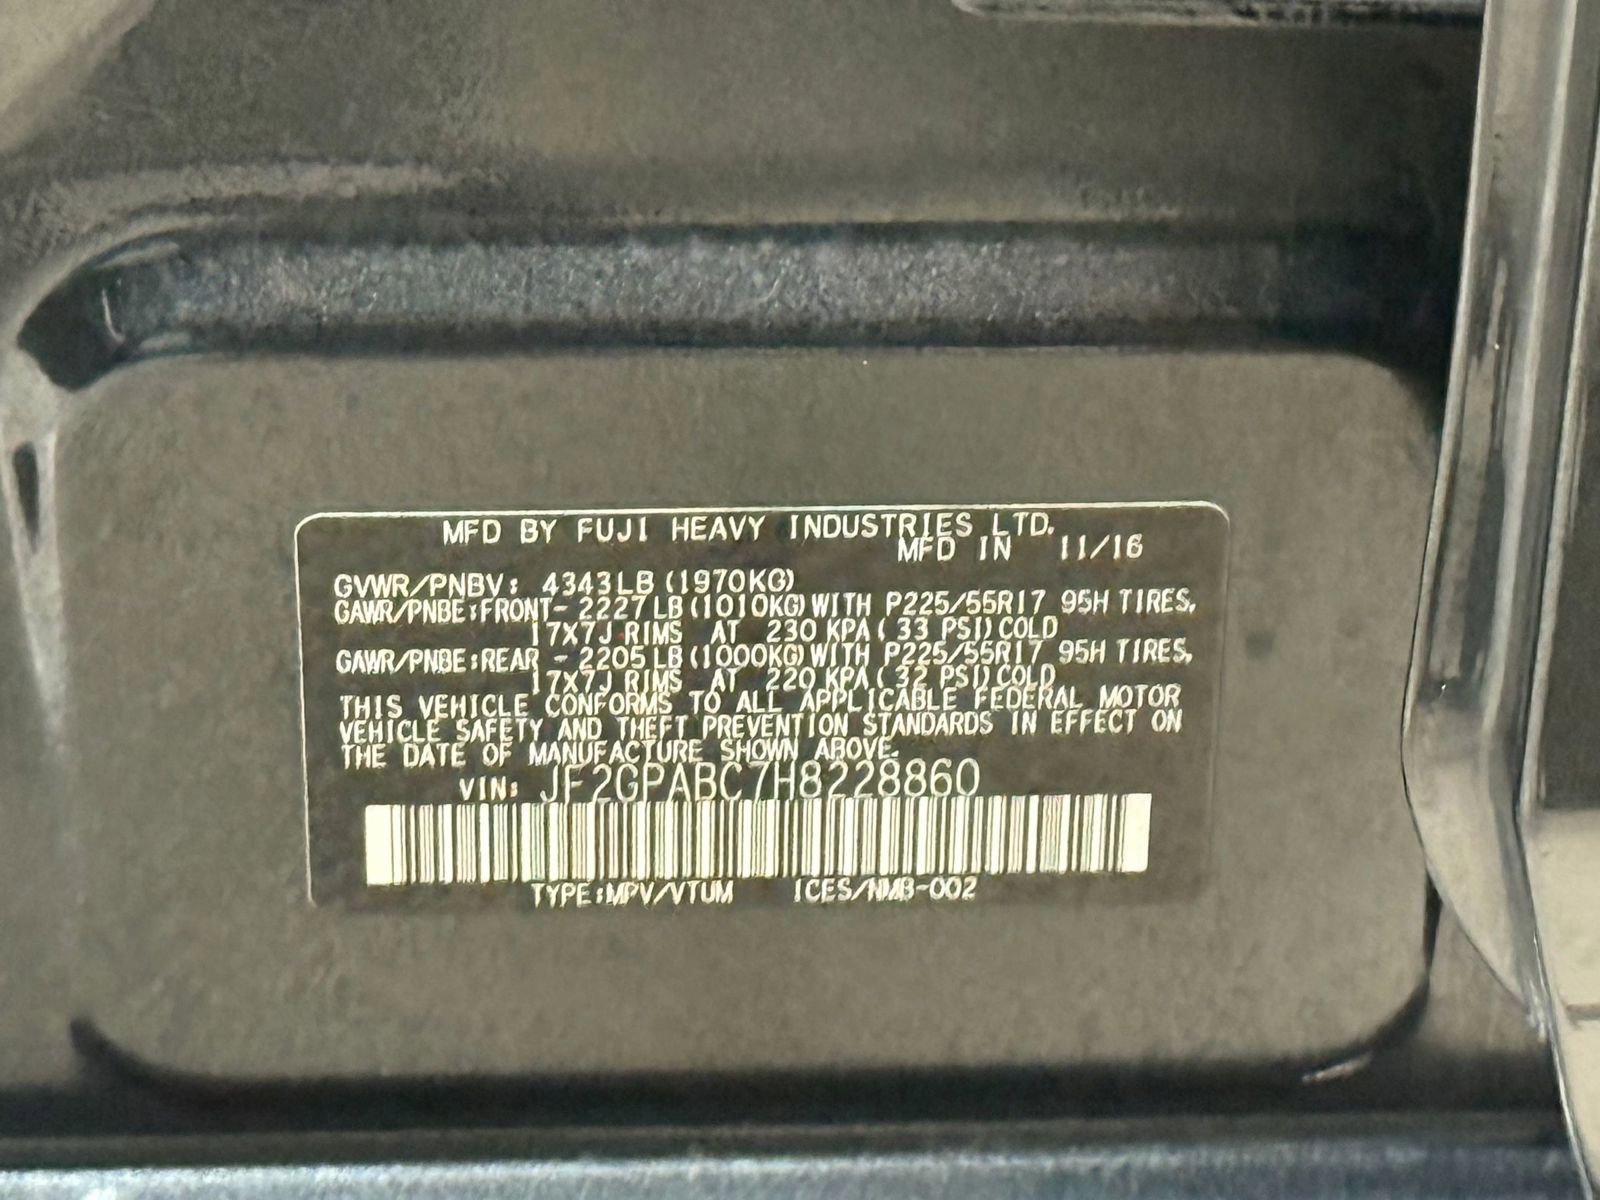 MFD BY FUJI HEAVY INDUSTRIES LTD.
MFD IN 11/16
GVWR/PNBV: 4343LB(1970KG)
GAWR/PNBE:FRONT- 2227LB(1010KG)WITH P225/55R17 95H TIRES,
17X7J RIMS AT 230 KPA( 33 PSI)COLD
GAWR/PNBE:REAR - 2205LB(1000KG)WITH P225/55R17 95H TIRES,
17X7J RIMS AT 220 KPA( 32 PSI)COLD
THIS VEHICLE CONFORMS TO ALL APPLICABLE FEDERAL MOTOR
VEHICLE SAFETY AND THEFT PREVENTION STANDARDS IN EFFECT ON
THE DATE OF MANUFACTURE SHOWN ABOVE.
VIN: JF2GPABC7H8228860
TYPE:MPV/VTUM ICES/NMB-002